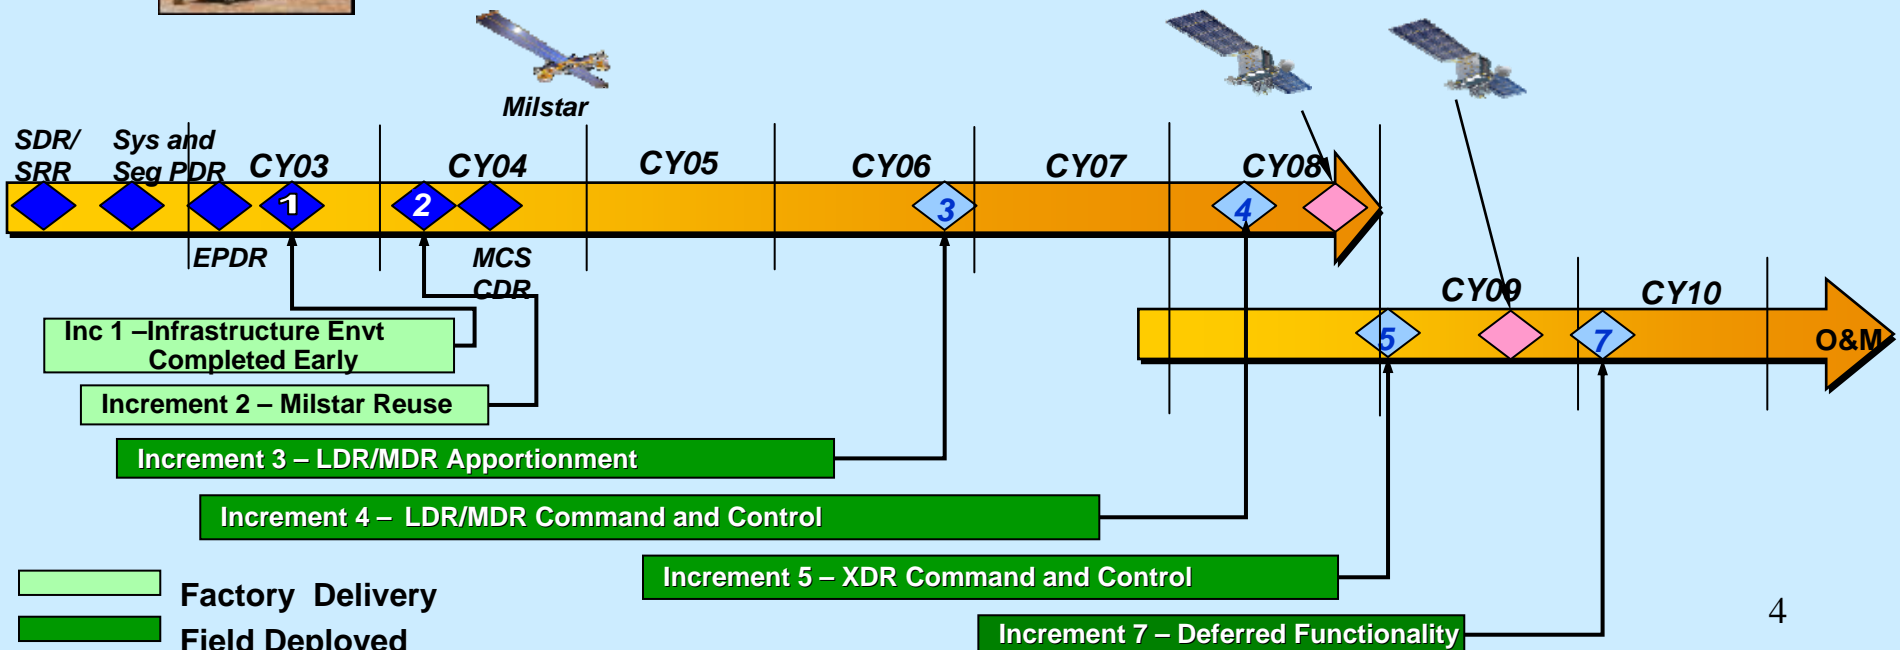 Milstar
SDR/
SRR
Sys and
Seg PDR
CY03
CY04
CY05
CY06
CY07
CY08
1
2
3
4
EPDR
MCS
CDR
CY09
CY10
5
7
O&M
Inc 1 –Infrastructure Envt
Completed Early
Increment 2 – Milstar Reuse
Increment 3 – LDR/MDR Apportionment
Increment 4 – LDR/MDR Command and Control
Increment 5 – XDR Command and Control
Increment 7 – Deferred Functionality
Factory Delivery
Field Deployed
4